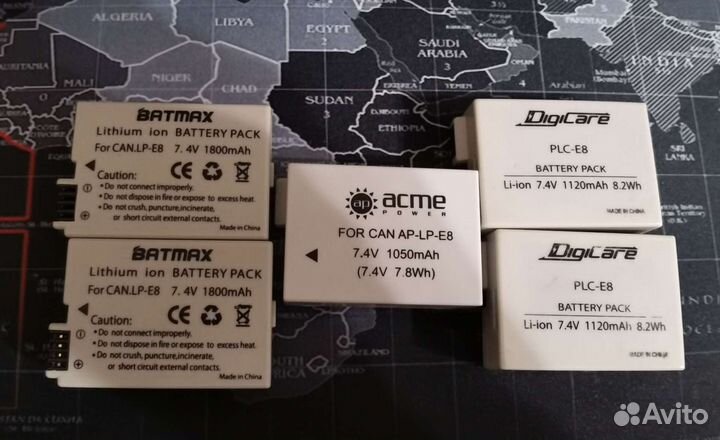 ALGERIA
LIBYA
EGYPT
SAUDI ARABIA
INDIA
MALI
NIGER
CHAD
SUDAN
ETHIOPIA
SOMALIA
SRI LANKA
BATMAX
Lithium ion BATTERY PACK
For CAN.LP-E8 7.4V 1800mAh
CE
• Do not connect improperly.
• Do not dispose in fire or expose to excess heat.
• Do not crush, puncture, incinerate,
or short circuit external contacts.
Made in China
BATMAX
Lithium ion BATTERY PACK
For CAN.LP-E8 7.4V 1800mAh
CE
• Do not connect improperly.
• Do not dispose in fire or expose to excess heat.
• Do not crush, puncture, incinerate,
or short circuit external contacts.
Made in China
ap acme
POWER
FOR CAN AP-LP-E8
7.4V 1050mAh
(7.4V 7.8Wh)
DigiCare
PLC-E8
BATTERY PACK
Li-ion 7.4V 1120mAh 8.2Wh
MADE IN CHINA
DigiCare
PLC-E8
BATTERY PACK
Li-ion 7.4V 1120mAh 8.2Wh
MADE IN CHINA
Avito